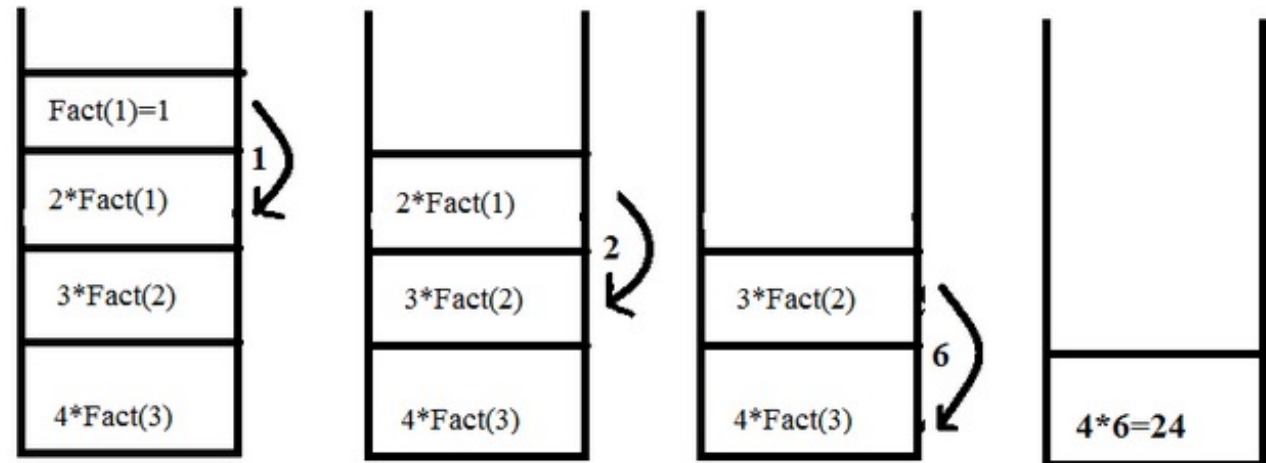 Fact(1)=1
1
2*Fact(1)
3*Fact(2)
4*Fact(3)
2*Fact(1)
2
3*Fact(2)
4*Fact(3)
3*Fact(2)
6
4*Fact(3)
4*6=24